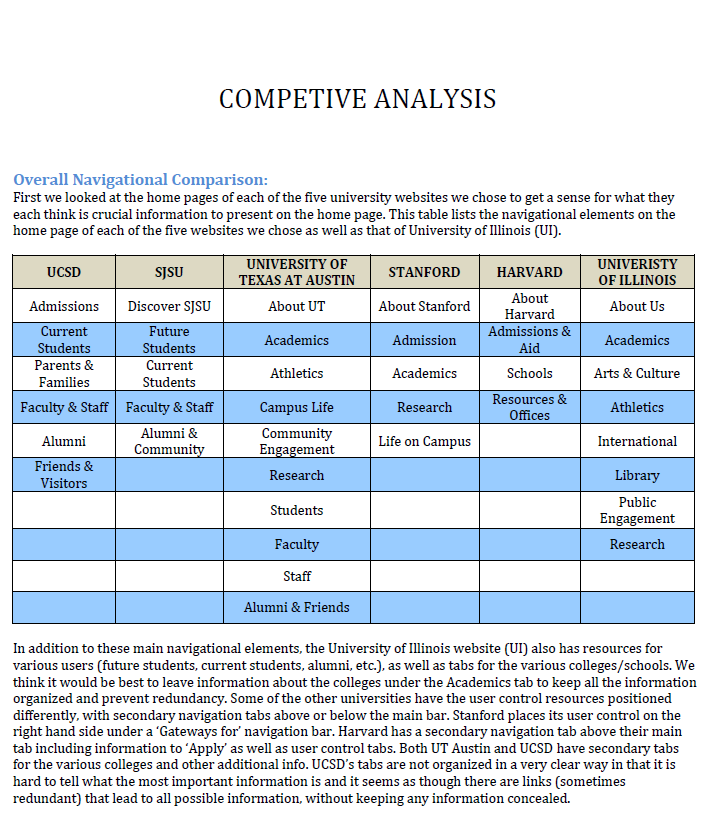 COMPETIVE ANALYSIS
Overall Navigational Comparison:
First we looked at the home pages of each of the five university websites we chose to get a sense for what they
each think is crucial information to present on the home page. This table lists the navigational elements on the
home page of each of the five websites we chose as well as that of University of Illinois (UI).
UCSD SJSU UNIVERSITY OF TEXAS AT AUSTIN STANFORD HARVARD UNIVERISTY OF ILLINOIS
Admissions Discover SJSU About UT About Stanford About Harvard About Us
Current Students Future Students Academics Admission Admissions & Aid Academics
Parents & Families Current Students Athletics Academics Schools Arts & Culture
Faculty & Staff Faculty & Staff Campus Life Research Resources & Offices Athletics
Alumni Alumni & Community Community Engagement Life on Campus International
Friends & Visitors Research Library
Students Public Engagement
Faculty Research
Staff
Alumni & Friends
In addition to these main navigational elements, the University of Illinois website (UI) also has resources for
various users (future students, current students, alumni, etc.), as well as tabs for the various colleges/schools. We
think it would be best to leave information about the colleges under the Academics tab to keep all the information
organized and prevent redundancy. Some of the other universities have the user control resources positioned
differently, with secondary navigation tabs above or below the main bar. Stanford places its user control on the
right hand side under a ‘Gateways for’ navigation bar. Harvard has a secondary navigation tab above their main
tab including information to ‘Apply’ as well as user control tabs. Both UT Austin and UCSD have secondary tabs
for the various colleges and other additional info. UCSD’s tabs are not organized in a very clear way in that it is
hard to tell what the most important information is and it seems as though there are links (sometimes
redundant) that lead to all possible information, without keeping any information concealed.